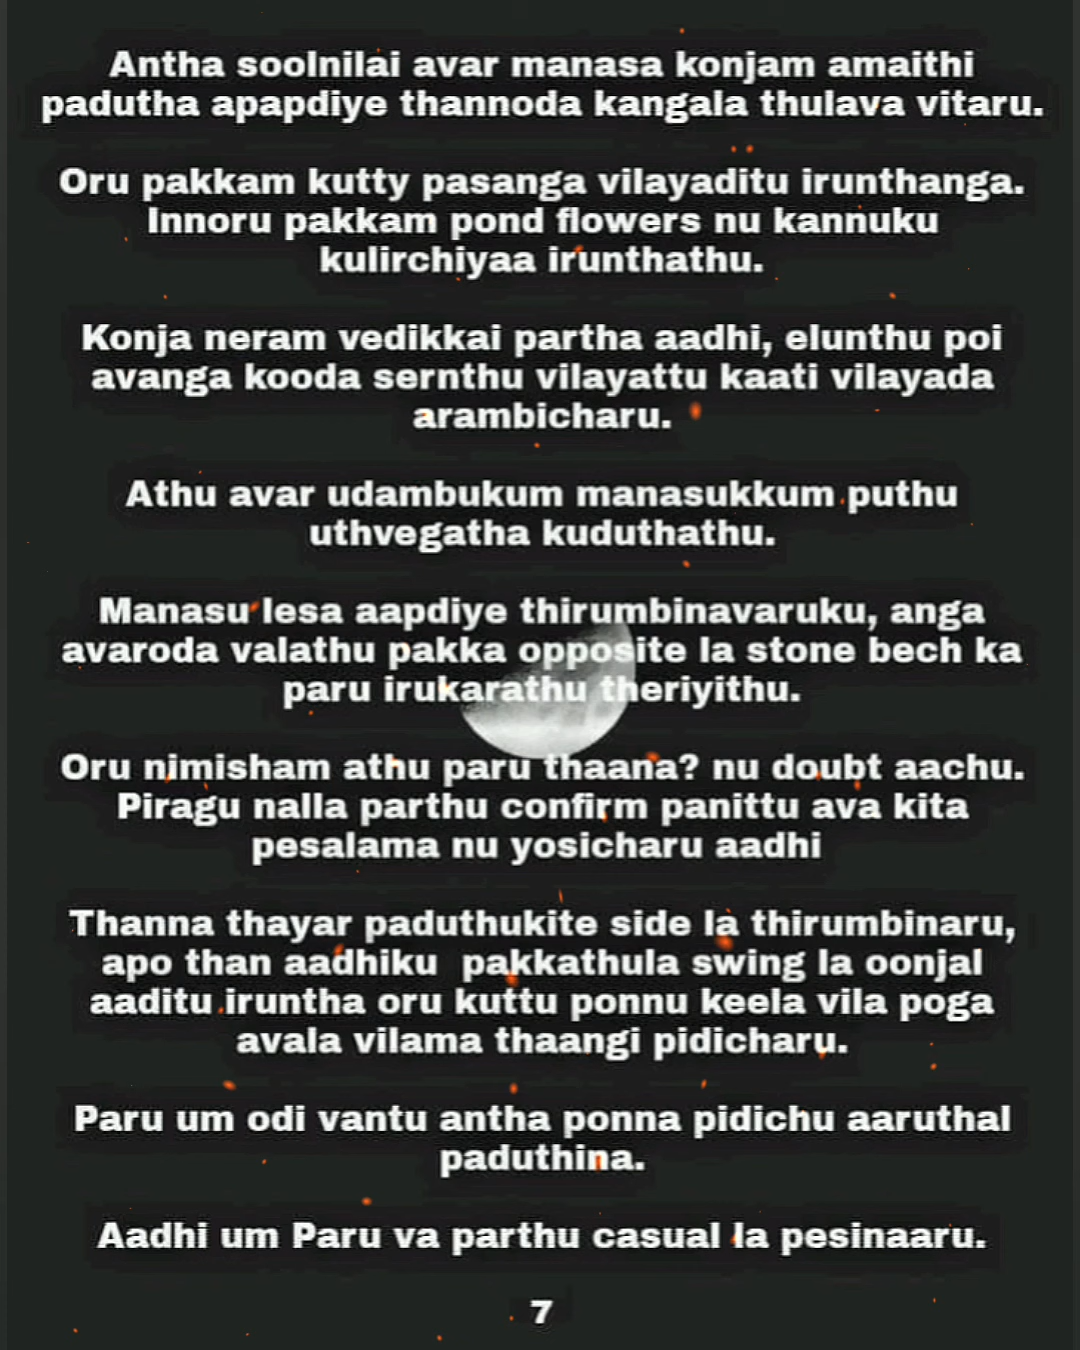 Antha soolnilai avar manasa konjam amaithi
padutha apapdiye thannoda kangala thulava vitaru.
Oru pakkam kutty pasanga vilayaditu irunthanga.
Innoru pakkam pond flowers nu kannuku
kulirchiyaa irunthathu.
Konja neram vedikkai partha aadhi, elunthu poi
avanga kooda sernthu vilayattu kaati vilayada
arambicharu.
Athu avar udambukum manasukkum puthu
uthvegatha kuduthathu.
Manasu lesa aapdiye thirumbinavaruku, anga
avaroda valathu pakka opposite la stone bech ka
paru irukarathu theriyithu.
Oru nimisham athu paru thaana? nu doubt aachu.
Piragu nalla parthu confirm panittu ava kita
pesalama nu yosicharu aadhi
Thanna thayar paduthukite side la thirumbinaru,
apo than aadhiku  pakkathula swing la oonjal
aaditu iruntha oru kuttu ponnu keela vila poga
avala vilama thaangi pidicharu.
Paru um odi vantu antha ponna pidichu aaruthal
paduthina.
Aadhi um Paru va parthu casual la pesinaaru.
7